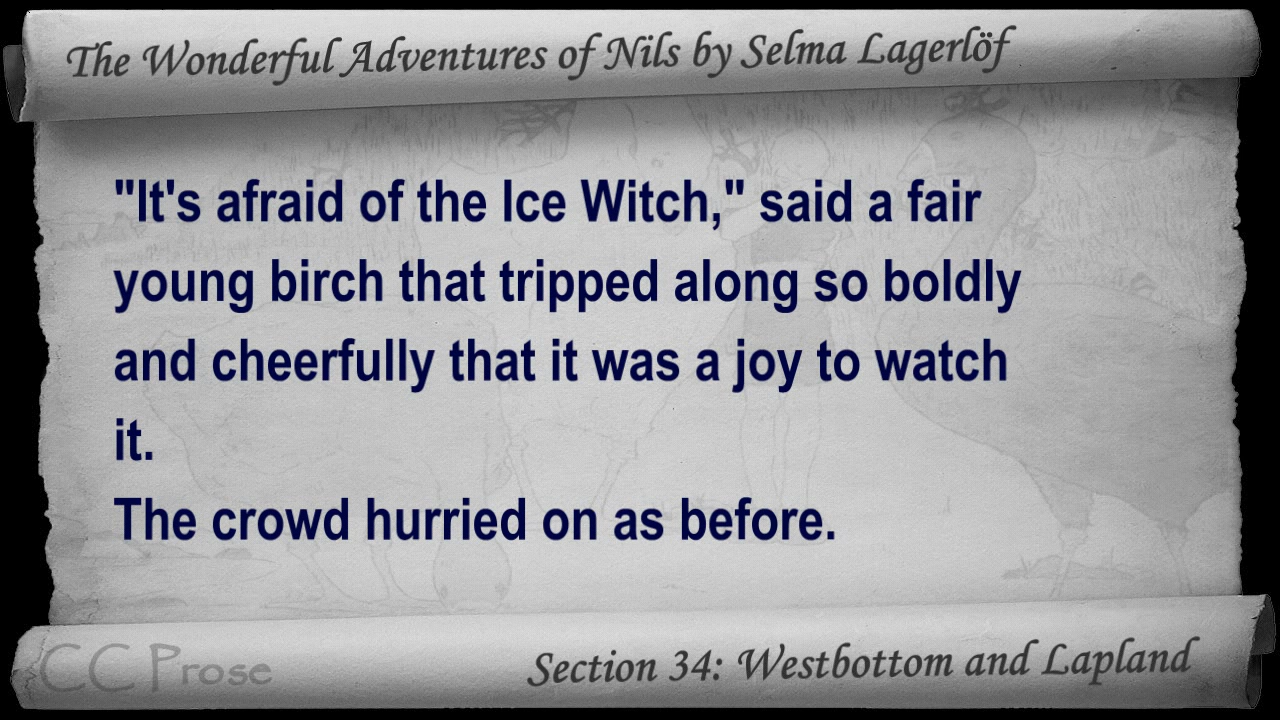 The Wonderful Adventures of Nils by Selma Lagerlöf
"It's afraid of the Ice Witch," said a fair
young birch that tripped along so boldly
and cheerfully that it was a joy to watch
it.
The crowd hurried on as before.
CC Prose
Section 34: Westbottom and Lapland